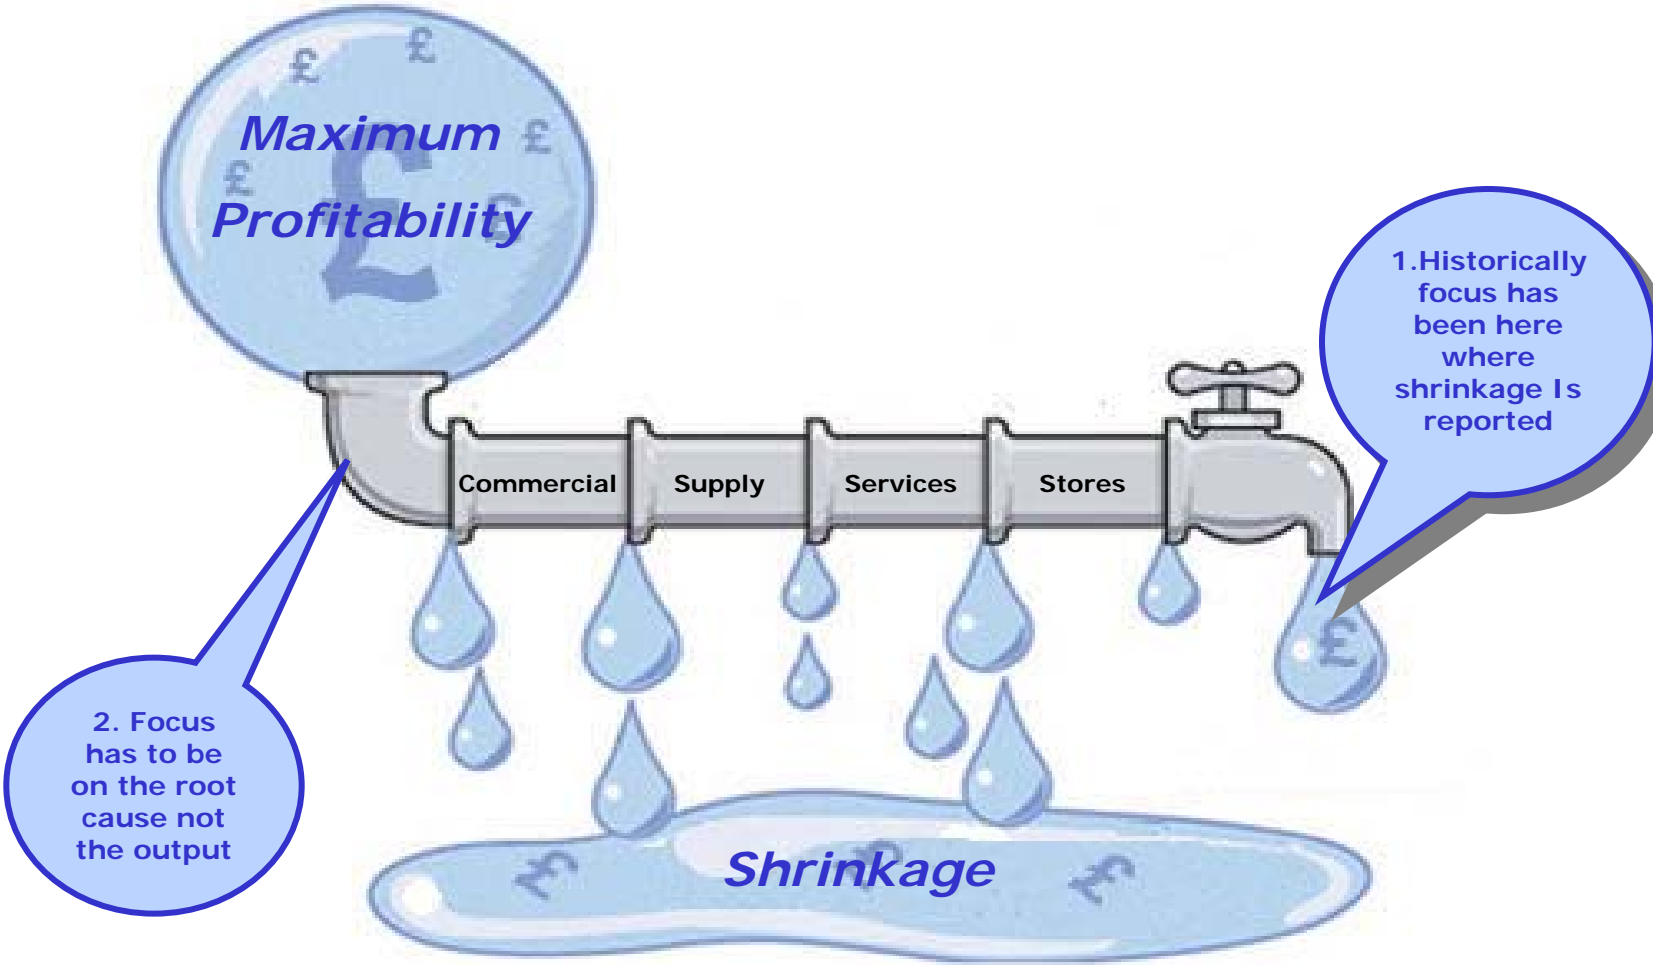 £ £
Maximum
£
£ £
Profitability
£
1.Historically
focus has
been here
where
shrinkage Is
reported
Commercial Supply Services Stores
£
2. Focus
has to be
on the root
cause not
the output
Shrinkage
£ £ £